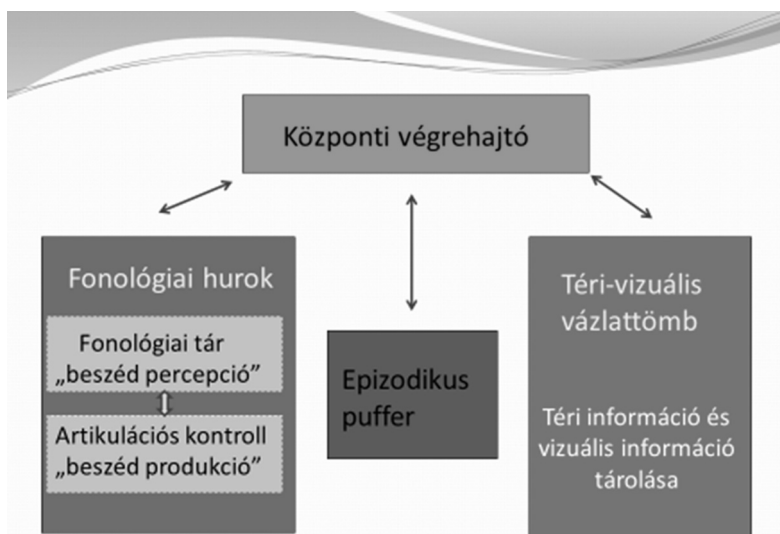 Központi végrehajtó
Fonológiai hurok
Fonológiai tár
„beszéd percepció”
Artikulációs kontroll
„beszéd produkció”
Epizodikus
puffer
Téri-vizuális
vázlattömb
Téri információ és
vizuális információ
tárolása